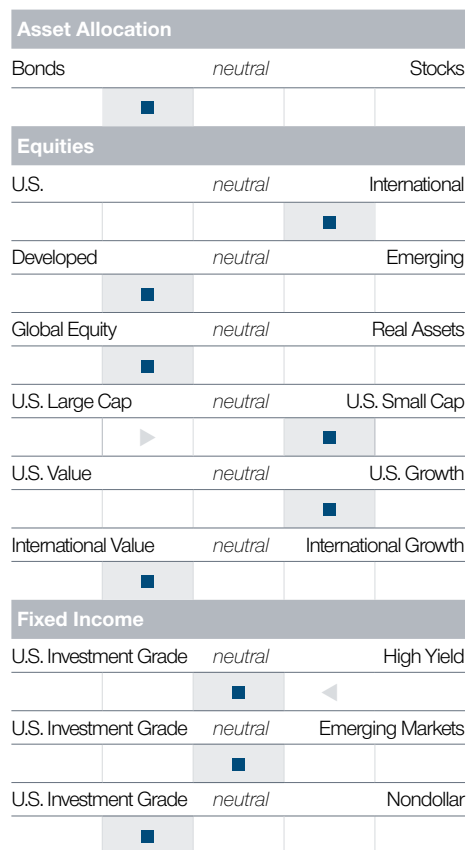 Asset Allocation
Bonds neutral Stocks
Equities
U.S. neutral International
Developed neutral Emerging
Global Equity neutral Real Assets
U.S. Large Cap neutral U.S. Small Cap
U.S. Value neutral U.S. Growth
International Value neutral International Growth
Fixed Income
U.S. Investment Grade neutral High Yield
U.S. Investment Grade neutral Emerging Markets
U.S. Investment Grade neutral Nondollar